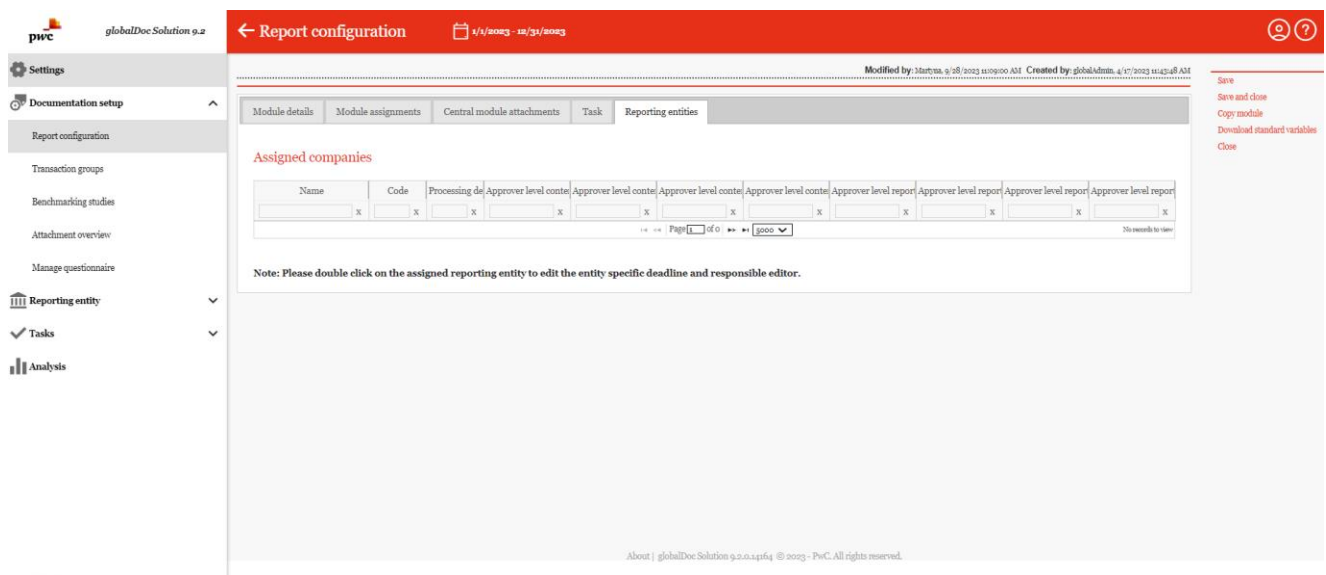 pwc
globalDoc Solution 9.2
Report configuration
1/1/2023 - 12/31/2023
?
Settings
Modified by: Martyna, 9/28/2023 11:09:00 AM Created by: globalAdmin, 4/17/2023 11:43:48 AM
Save
Save and close
Copy module
Download standard variables
Close
Documentation setup
Report configuration
Transaction groups
Benchmarking studies
Attachment overview
Manage questionnaire
Reporting entity
Tasks
Analysis
Module details Module assignments Central module attachments Task Reporting entities
Assigned companies
Name Code Processing de Approver level conte Approver level conte Approver level conte Approver level conte Approver level repor Approver level repor Approver level repor Approver level report
x x x x x x x x x x x
Page 1 of 0 5000 No records to view
Note: Please double click on the assigned reporting entity to edit the entity specific deadline and responsible editor.
About | globalDoc Solution 9.2.0.14164 © 2023 - PwC. All rights reserved.